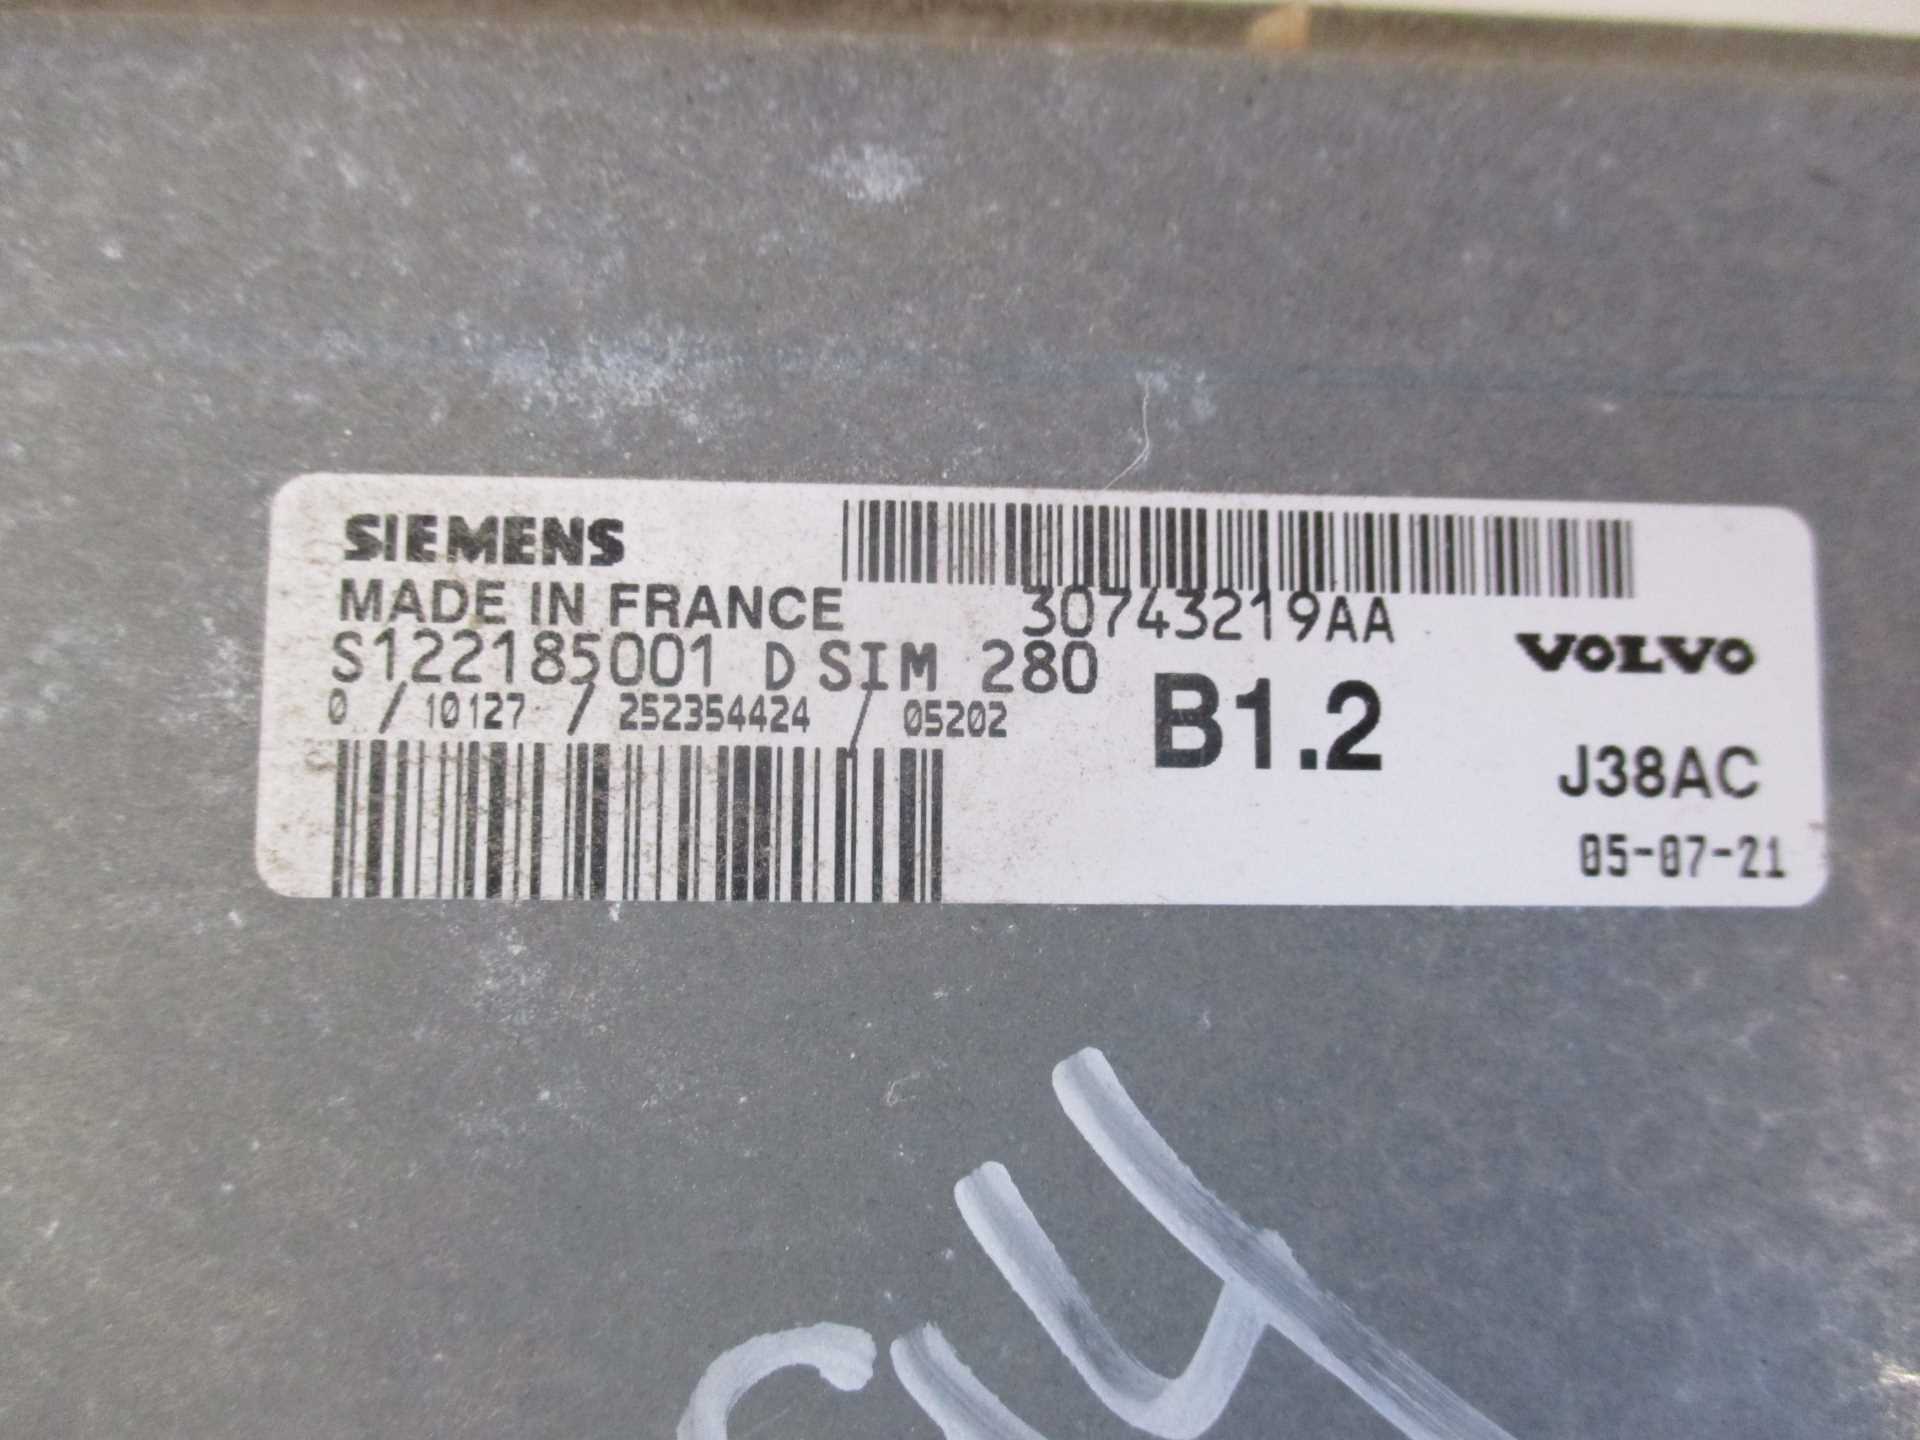 SIEMENS
MADE IN FRANCE
30743219AA
S122185001 D SIM 280
0 / 10127 / 252354424 / 05202
B1.2
VOLVO
J38AC
05-07-21